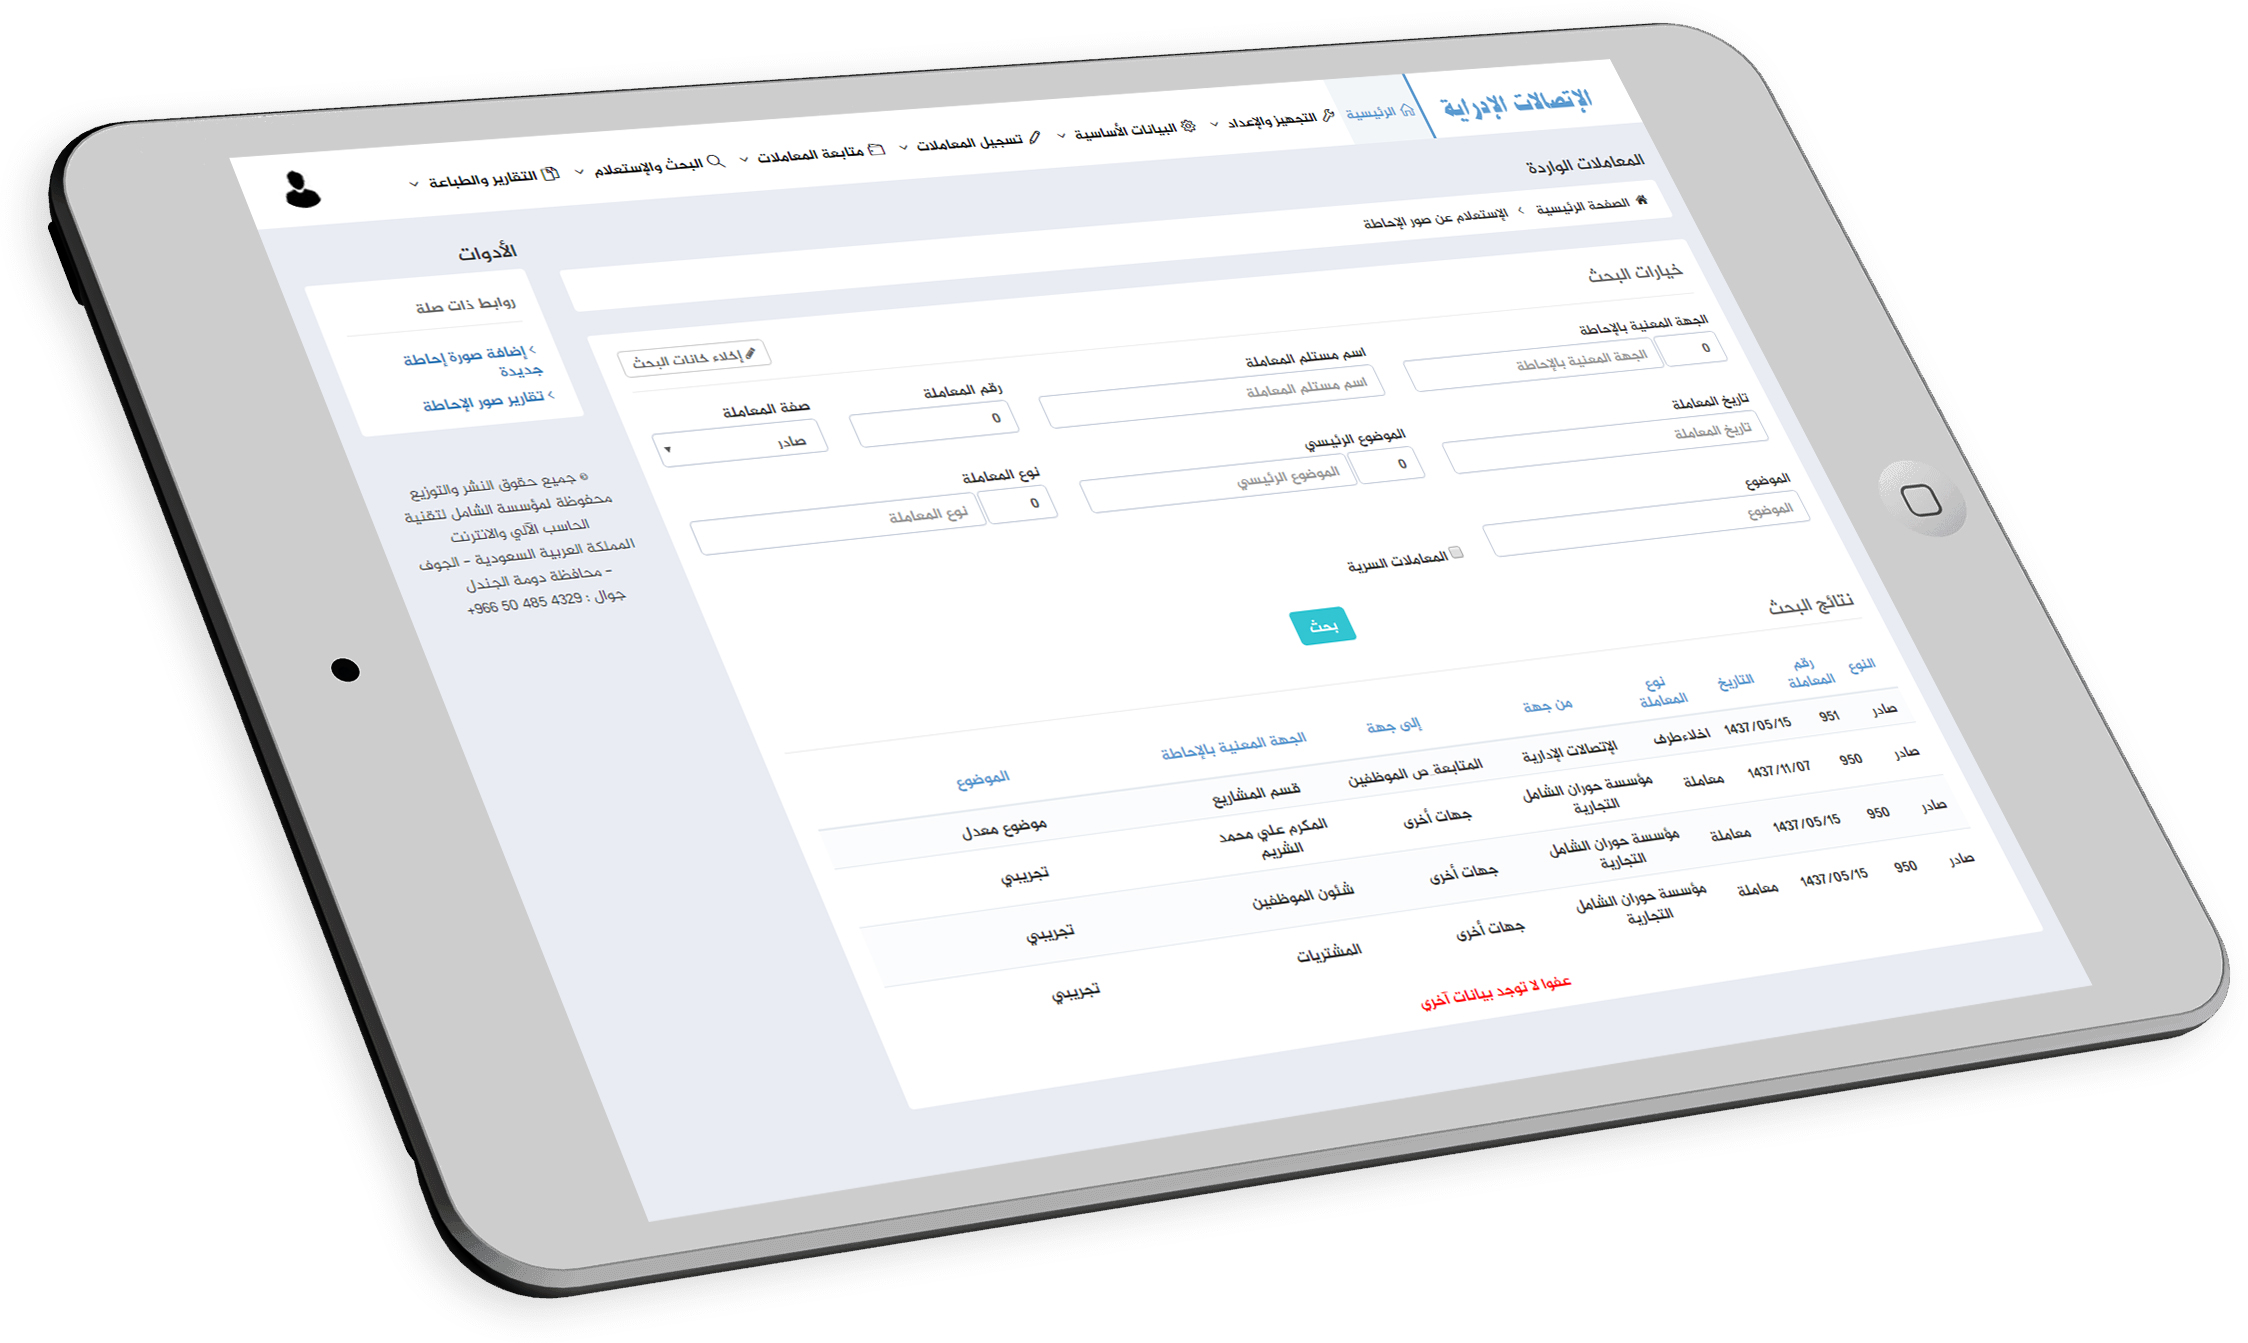 الإتصالات الإدراية
الرئيسية
التجهيز والإعداد
البيانات الأساسية
تسجيل المعاملات
متابعة المعاملات
البحث والإستعلام
التقارير والطباعة
المعاملات الواردة
الصفحة الرئيسية › الإستعلام عن صور الإحاطة
خيارات البحث
إخلاء خانات البحث
الجهة المعنية بالإحاطة
0 الجهة المعنية بالإحاطة
اسم مستلم المعاملة
اسم مستلم المعاملة
رقم المعاملة
0
صفة المعاملة
صادر
تاريخ المعاملة
تاريخ المعاملة
الموضوع الرئيسي
0 الموضوع الرئيسي
نوع المعاملة
0 نوع المعاملة
الموضوع
الموضوع
المعاملات السرية
بحث
نتائج البحث
النوع رقم المعاملة التاريخ نوع المعاملة من جهة إلى جهة الجهة المعنية بالإحاطة الموضوع
صادر 951 1437/05/15 اخلاءطرف الإتصالات الإدارية المتابعة_ص الموظفين قسم المشاريع موضوع معدل
صادر 950 1437/11/07 معاملة مؤسسة حوران الشامل التجارية جهات أخرى المكرم علي محمد الشريم تجريبي
صادر 950 1437/05/15 معاملة مؤسسة حوران الشامل التجارية جهات أخرى شئون الموظفين تجريبي
صادر 950 1437/05/15 معاملة مؤسسة حوران الشامل التجارية جهات أخرى المشتريات تجريبي
عفوا لا توجد بيانات آخري
الأدوات
روابط ذات صلة
› إضافة صورة إحاطة
جديدة
› تقارير صور الإحاطة
© جميع حقوق النشر والتوزيع
محفوظة لمؤسسة الشامل لتقنية
الحاسب الآلي والانترنت
المملكة العربية السعودية - الجوف
- محافظة دومة الجندل
جوال : 4329 485 50 966+